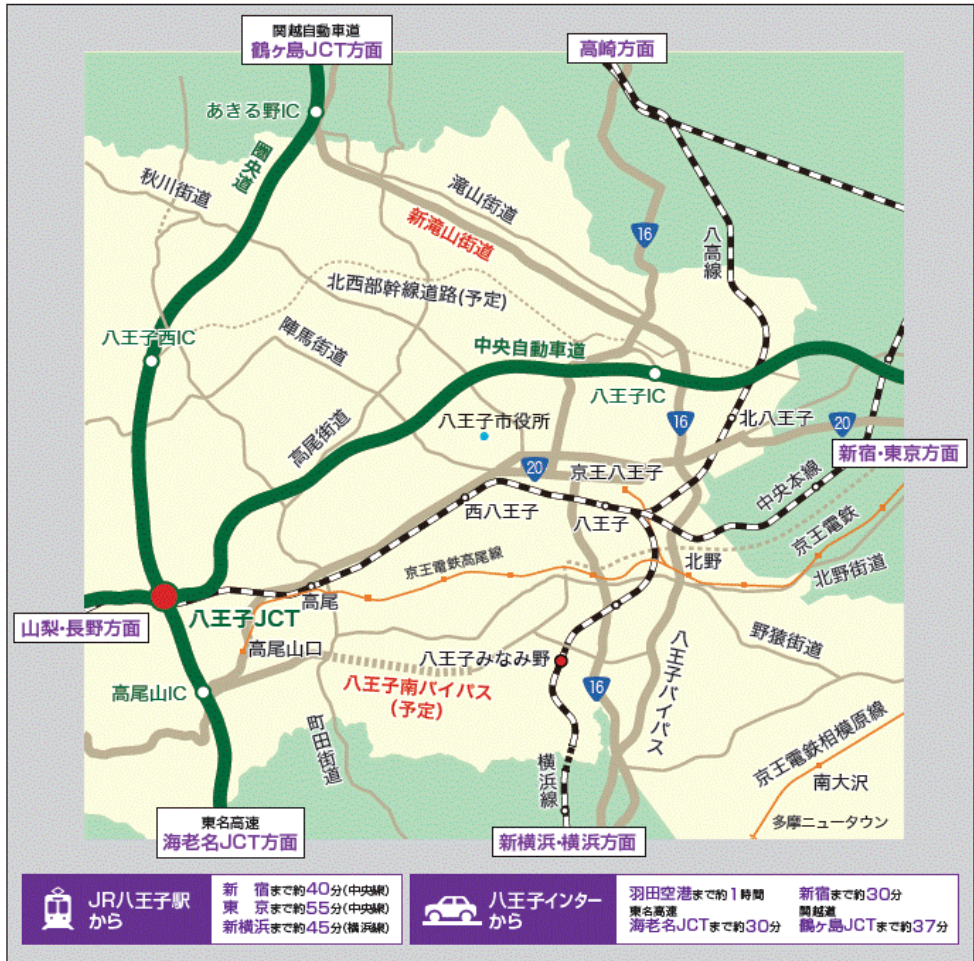 関越自動車道
鶴ヶ島JCT方面
高崎方面
あきる野IC
圏央道
秋川街道
滝山街道
新滝山街道
16
八高線
北西部幹線道路(予定)
陣馬街道
八王子西IC
中央自動車道
八王子IC
高尾街道
八王子市役所
16
北八王子
20
新宿・東京方面
20
京王八王子
中央本線
西八王子
八王子
京王電鉄
京王電鉄高尾線
北野
北野街道
高尾
八王子JCT
山梨・長野方面
高尾山口
八王子みなみ野
野猿街道
八王子バイパス
高尾山IC
八王子南バイパス
(予定)
16
町田街道
横浜線
京王電鉄相模原線
南大沢
多摩ニュータウン
東名高速
海老名JCT方面
新横浜・横浜方面
JR八王子駅
から
新 宿まで約40分(中央線)
東 京まで約55分(中央線)
新横浜まで約45分(横浜線)
八王子インター
から
羽田空港まで約1時間
東名高速
海老名JCTまで約30分
新宿まで約30分
関越道
鶴ヶ島JCTまで約37分